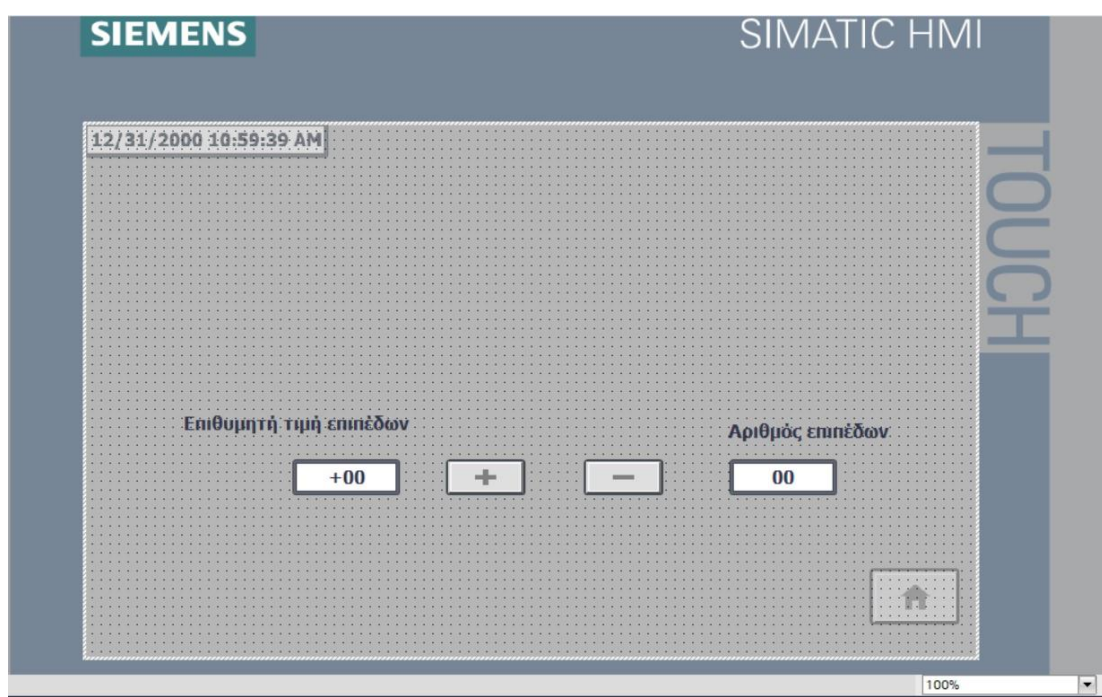 SIEMENS
SIMATIC HMI
TOUCH
12/31/2000 10:59:39 AM
Επιθυμητή τιμή επιπέδων
Αριθμός επιπέδων
+00
+
−
00
100%